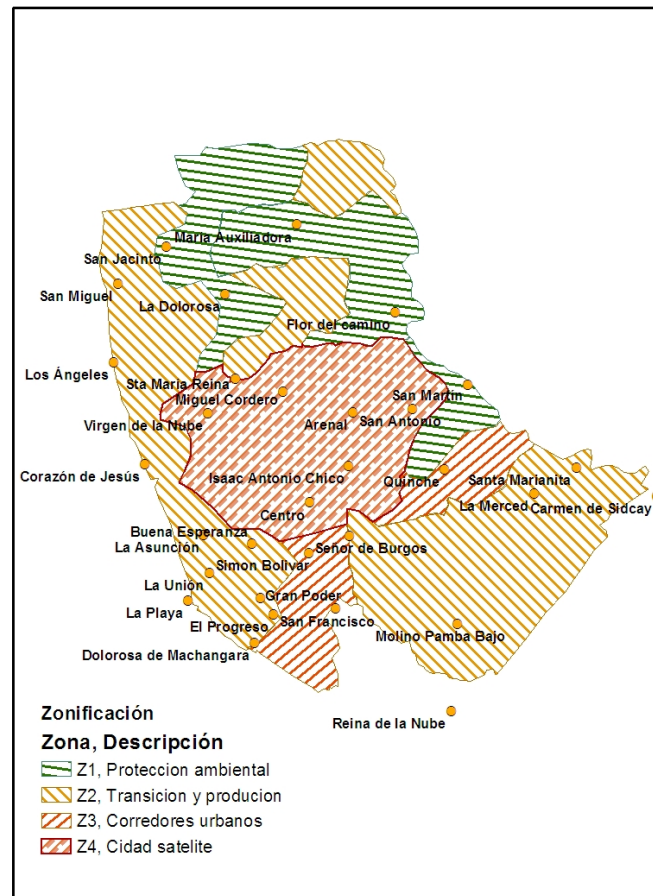 María Auxiliadora
San Jacinto
San Miguel
La Dolorosa
Flor del camino
Los Ángeles
Sta María Reina
San Martín
Miguel Cordero
Virgen de la Nube
Arenal
San Antonio
Corazón de Jesús
Isaac Antonio Chico
Quinche
Santa Marianita
La Merced
Carmen de Sidcay
Centro
Buena Esperanza
La Asunción
Señor de Burgos
Simon Bolívar
La Unión
Gran Poder
La Playa
El Progreso
San Francisco
Molino Pamba Bajo
Dolorosa de Machangara
Reina de la Nube
Zonificación
Zona, Descripción
Z1, Proteccion ambiental
Z2, Transicion y producion
Z3, Corredores urbanos
Z4, Cidad satelite